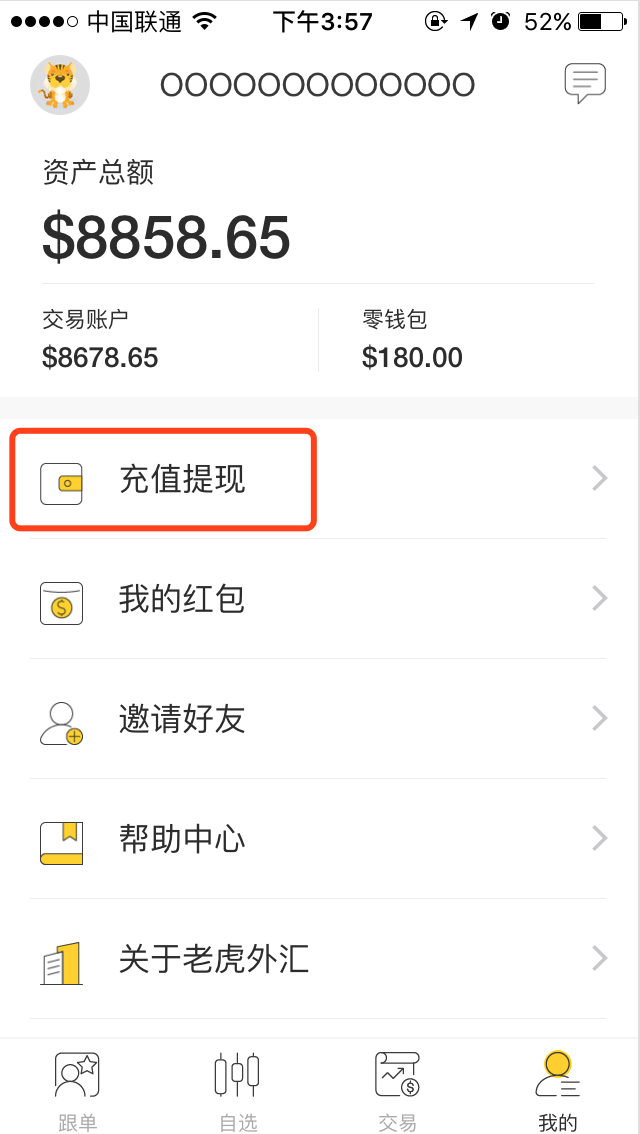 中国联通 下午3:57 52%
OOOOOOOOOOOOO
资产总额
$8858.65
交易账户 零钱包
$8678.65 $180.00
充值提现
我的红包
邀请好友
帮助中心
关于老虎外汇
跟单 自选 交易 我的